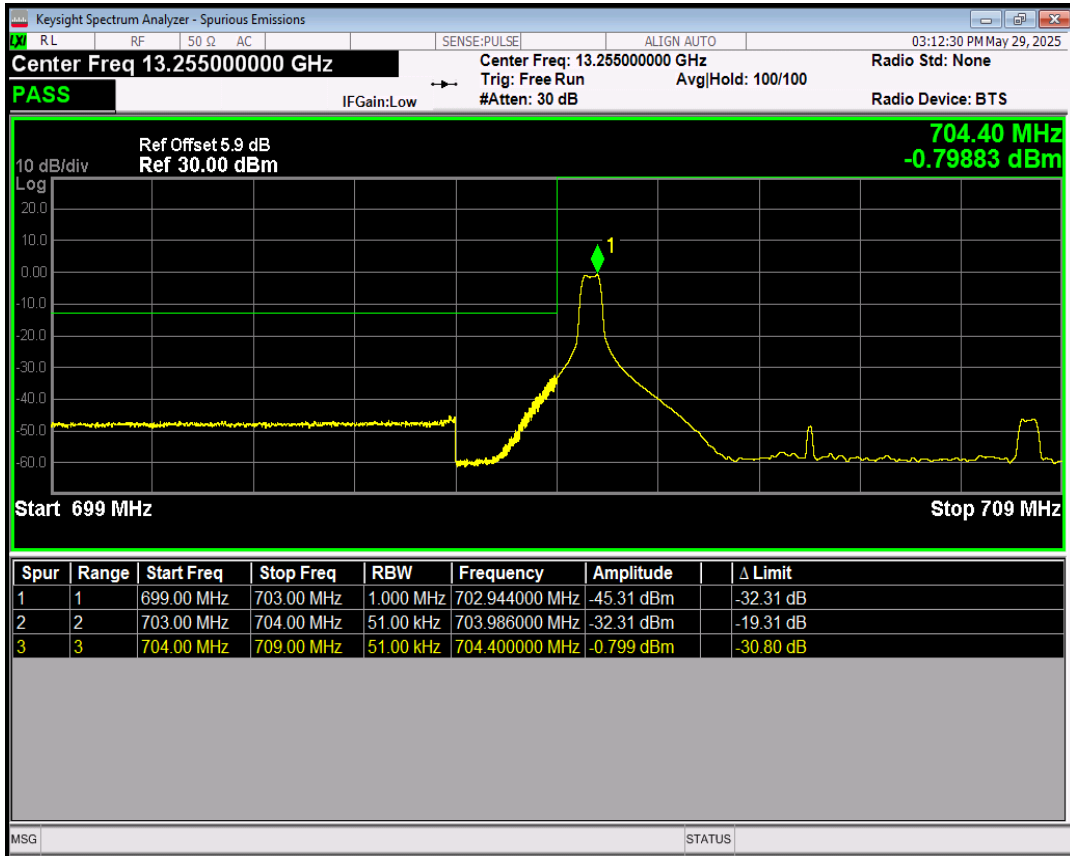 Keysight Spectrum Analyzer - Spurious Emissions
LXI RL RF 50 Ω AC SENSE:PULSE ALIGN AUTO 03:12:30 PM May 29, 2025
Center Freq 13.255000000 GHz Center Freq: 13.255000000 GHz Radio Std: None
Trig: Free Run Avg|Hold: 100/100
PASS IFGain:Low #Atten: 30 dB Radio Device: BTS
704.40 MHz
Ref Offset 5.9 dB
10 dB/div Ref 30.00 dBm -0.79883 dBm
Log
20.0
10.0
1
0.00
-10.0
-20.0
-30.0
-40.0
-50.0
-60.0
Start 699 MHz Stop 709 MHz
Spur Range Start Freq Stop Freq RBW Frequency Amplitude Δ Limit
1 1 699.00 MHz 703.00 MHz 1.000 MHz 702.944000 MHz -45.31 dBm -32.31 dB
2 2 703.00 MHz 704.00 MHz 51.00 kHz 703.986000 MHz -32.31 dBm -19.31 dB
3 3 704.00 MHz 709.00 MHz 51.00 kHz 704.400000 MHz -0.799 dBm -30.80 dB
MSG STATUS